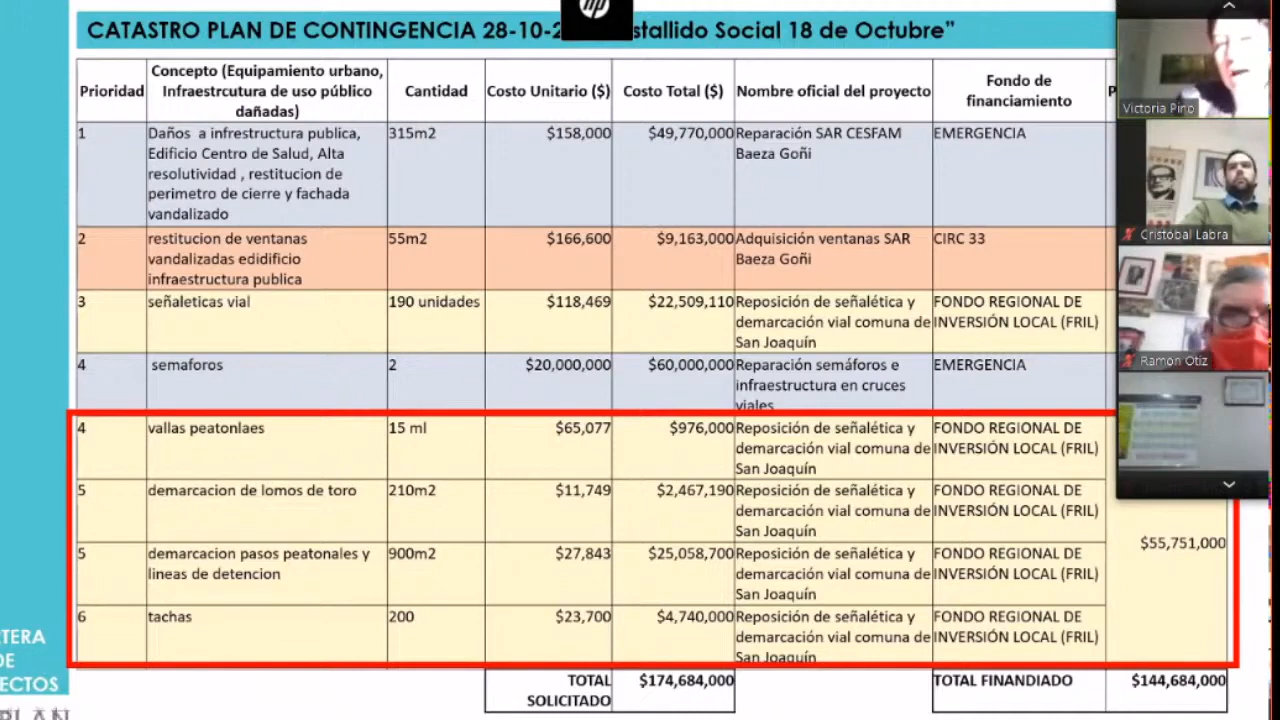 CATASTRO PLAN DE CONTINGENCIA 28-10-2 stallido Social 18 de Octubre”
Prioridad
Concepto (Equipamiento urbano,
Infraestrcutura de uso público
dañadas)
Cantidad
Costo Unitario ($)
Costo Total ($)
Nombre oficial del proyecto
Fondo de
financiamiento
P
1
Daños a infrestructura publica,
Edificio Centro de Salud, Alta
resolutividad , restitucion de
perimetro de cierre y fachada
vandalizado
315m2
$158,000
$49,770,000
Reparación SAR CESFAM
Baeza Goñi
EMERGENCIA
2
restitucion de ventanas
vandalizadas edidificio
infraestructura publica
55m2
$166,600
$9,163,000
Adquisición ventanas SAR
Baeza Goñi
CIRC 33
3
señaleticas vial
190 unidades
$118,469
$22,509,110
Reposición de señalética y
demarcación vial comuna de
San Joaquín
FONDO REGIONAL DE
INVERSIÓN LOCAL (FRIL)
4
semaforos
2
$20,000,000
$60,000,000
Reparación semáforos e
infraestructura en cruces
viales
EMERGENCIA
4
vallas peatonlaes
15 ml
$65,077
$976,000
Reposición de señalética y
demarcación vial comuna de
San Joaquín
FONDO REGIONAL DE
INVERSIÓN LOCAL (FRIL)
5
demarcacion de lomos de toro
210m2
$11,749
$2,467,190
Reposición de señalética y
demarcación vial comuna de
San Joaquín
FONDO REGIONAL DE
INVERSIÓN LOCAL (FRIL)
5
demarcacion pasos peatonales y
lineas de detencion
900m2
$27,843
$25,058,700
Reposición de señalética y
demarcación vial comuna de
San Joaquín
FONDO REGIONAL DE
INVERSIÓN LOCAL (FRIL)
6
tachas
200
$23,700
$4,740,000
Reposición de señalética y
demarcación vial comuna de
San Joaquín
FONDO REGIONAL DE
INVERSIÓN LOCAL (FRIL)
$55,751,000
TOTAL
SOLICITADO
$174,684,000
TOTAL FINANDIADO
$144,684,000
TERA
DE
ECTOS
PLAN
hp
Victoria Pino
Cristobal Labra
Ramón Otiz